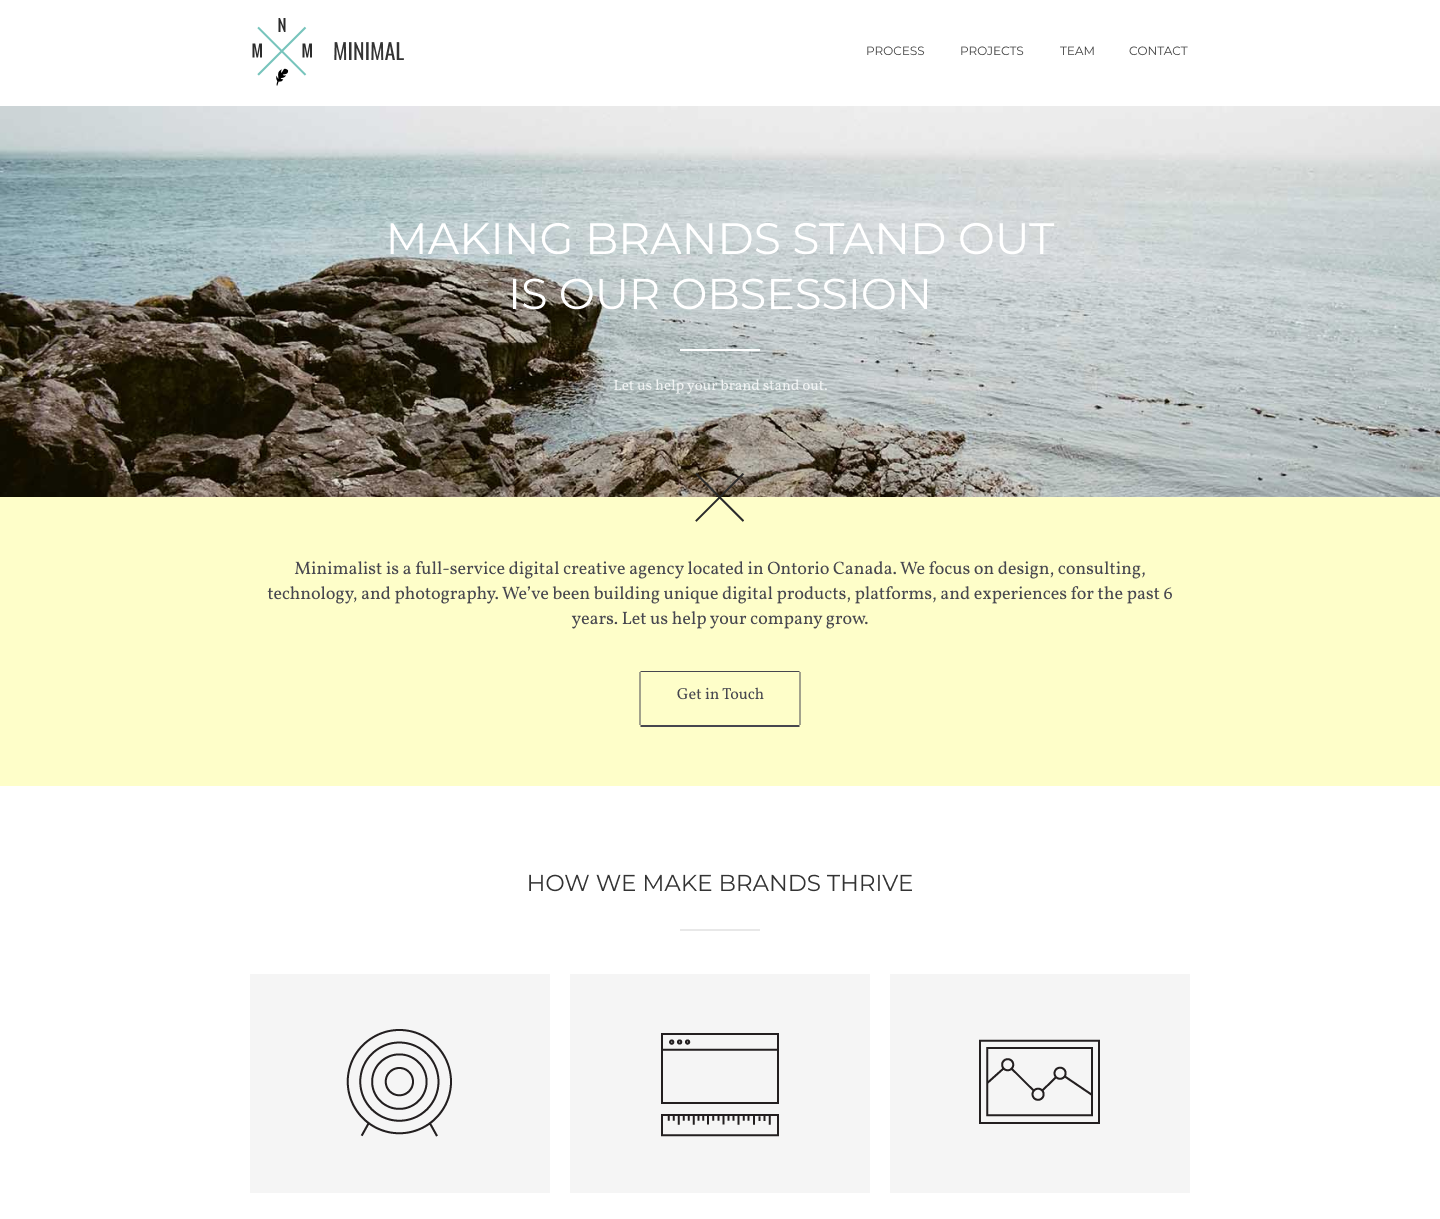 N
M M
MINIMAL
PROCESS PROJECTS TEAM CONTACT
MAKING BRANDS STAND OUT
IS OUR OBSESSION
Let us help your brand stand out.
Minimalist is a full-service digital creative agency located in Ontorio Canada. We focus on design, consulting,
technology, and photography. We’ve been building unique digital products, platforms, and experiences for the past 6
years. Let us help your company grow.
Get in Touch
HOW WE MAKE BRANDS THRIVE